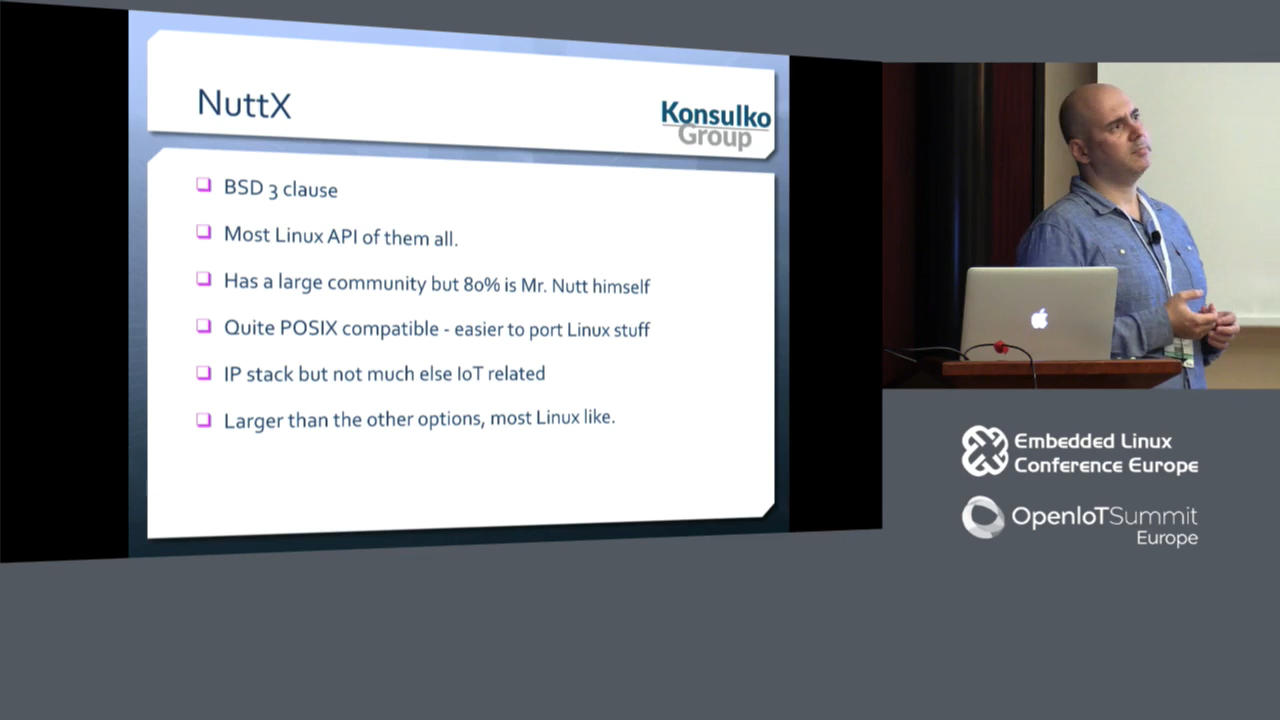 NuttX
Konsulko
Group
BSD 3 clause
Most Linux API of them all.
Has a large community but 80% is Mr. Nutt himself
Quite POSIX compatible - easier to port Linux stuff
IP stack but not much else IoT related
Larger than the other options, most Linux like.
Embedded Linux
Conference Europe
OpenIoTSummit
Europe